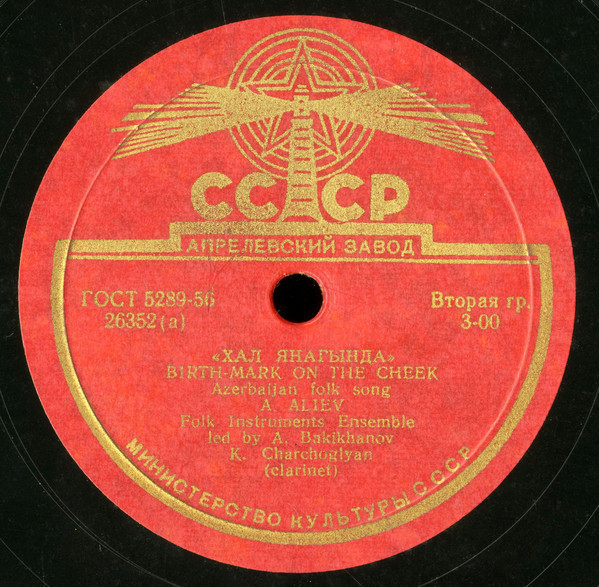 СССР
АПРЕЛЕВСКИЙ ЗАВОД
ГОСТ 5289-56
26352 (а)
Вторая гр.
3-00
«ХАЛ ЯНАҒЫНДА»
BIRTH-MARK ON THE CHEEK
Azerbaijan folk song
A. ALIEV
Folk Instruments Ensemble
led by A. Bakikhanov
K. Charchoglyan
(clarinet)
МИНИСТЕРСТВО КУЛЬТУРЫ СССР